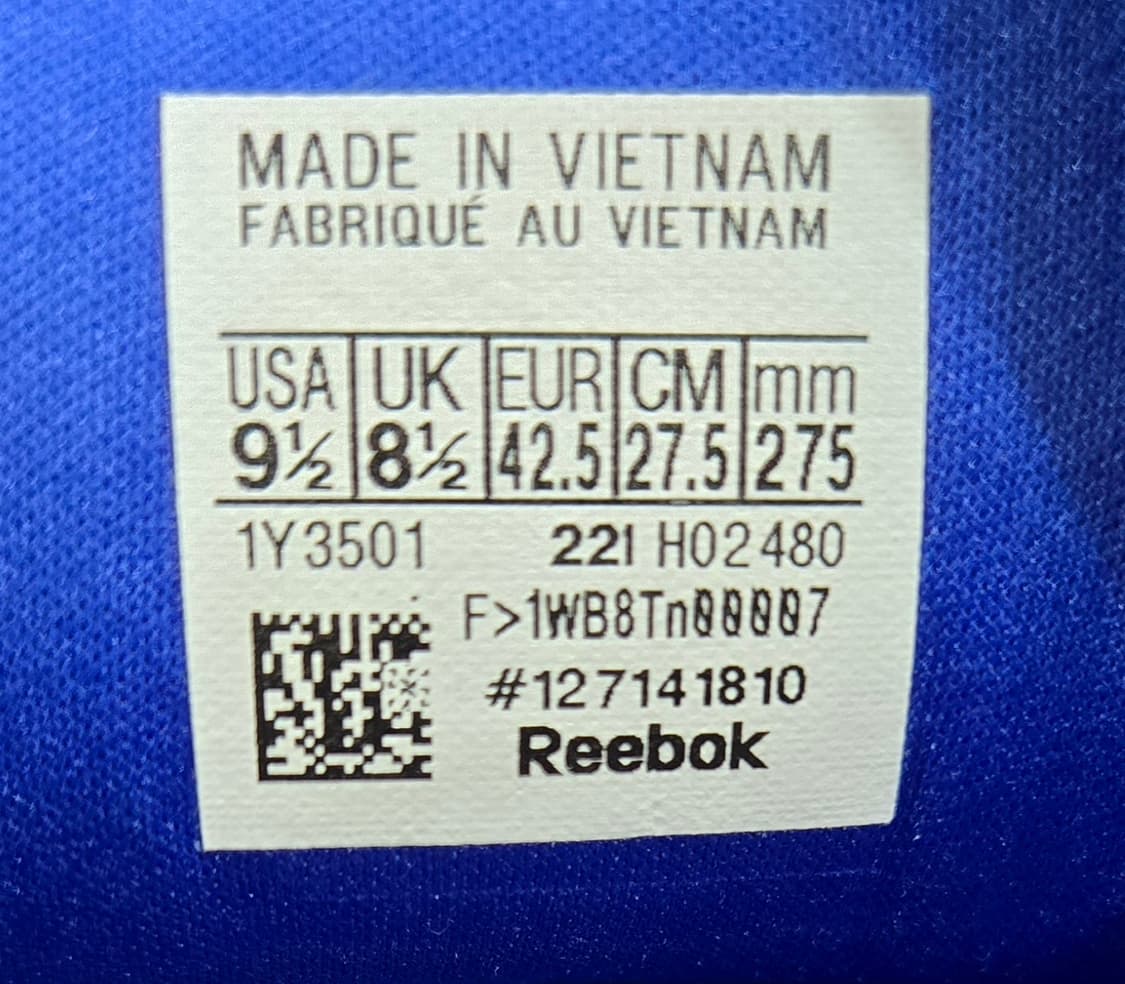 MADE IN VIETNAM
FABRIQUÉ AU VIETNAM
USA UK EUR CM mm
9½ 8½ 42.5 27.5 275
1Y3501 221 H02480
F>1WB8Tn000007
#127141810
Reebok